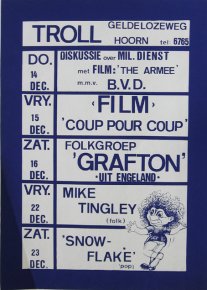 TROLL
GELDELOZEWEG
HOORN tel: 6765
DO. 14 DEC.
DISKUSSIE over MIL. DIENST
met FILM: 'THE ARMEE'
m.m.v. B.V.D.
VRY. 15 DEC.
‹FILM›
'COUP POUR COUP'
ZAT. 16 DEC.
FOLKGROEP
'GRAFTON'
-UIT ENGELAND-
VRY. 22 DEC.
MIKE
TINGLEY
(folk)
ZAT. 23 DEC.
'SNOW-
FLAKE'
(pop)